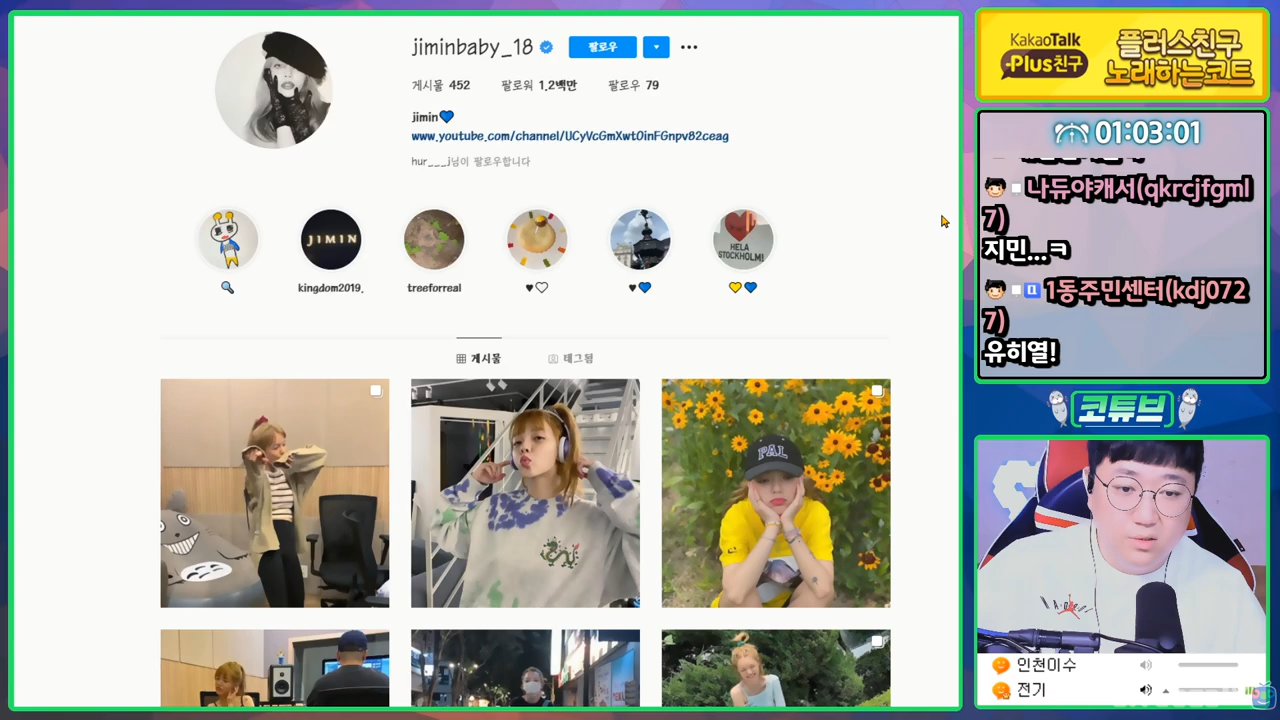 jiminbaby_18
팔로우
게시물 452
팔로워 1.2백만
팔로우 79
jimin💙
www.youtube.com/channel/UCyVcGmXwtOinFGnpv82ceag
hur___j님이 팔로우합니다
JIMIN
HELA
STOCKHOLM!
🔍
kingdom2019.
treeforreal
♥♡
♥💙
💛💙
게시물
태그됨
PAL
KakaoTalk
Plus친구
플러스친구
노래하는코트
01:03:01
나듀야캐서(qkrcjfgml
7)
지민...ㅋ
1동주민센터(kdj072
7)
유히열!
코튜브
인천이수
전기